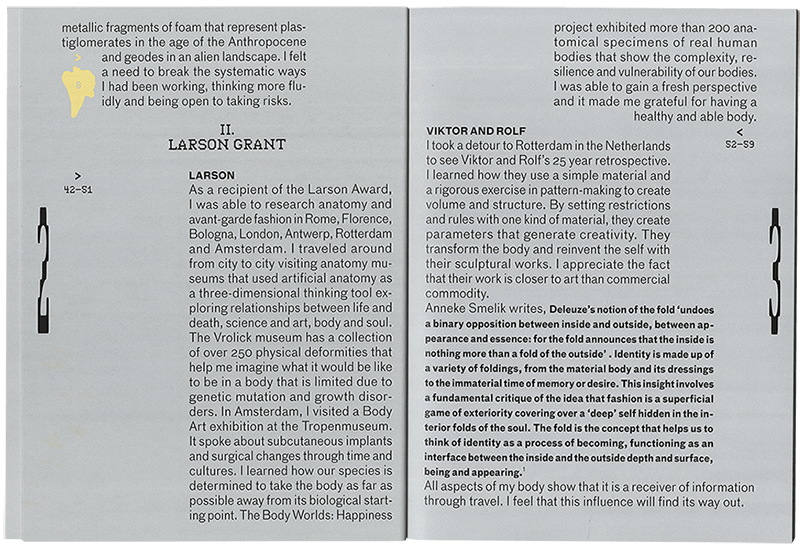 metallic fragments of foam that represent plas-
tiglomerates in the age of the Anthropocene
> and geodes in an alien landscape. I felt
a need to break the systematic ways
I had been working, thinking more flu-
idly and being open to taking risks.
II.
LARSON GRANT
>
42–51
LARSON
As a recipient of the Larson Award,
I was able to research anatomy and
avant-garde fashion in Rome, Florence,
Bologna, London, Antwerp, Rotterdam
and Amsterdam. I traveled around
from city to city visiting anatomy mu-
seums that used artificial anatomy as
a three-dimensional thinking tool ex-
ploring relationships between life and
death, science and art, body and soul.
The Vrolick museum has a collection
of over 250 physical deformities that
help me imagine what it would be like
to be in a body that is limited due to
genetic mutation and growth disor-
ders. In Amsterdam, I visited a Body
Art exhibition at the Tropenmuseum.
It spoke about subcutaneous implants
and surgical changes through time and
cultures. I learned how our species is
determined to take the body as far as
possible away from its biological start-
ing point. The Body Worlds: Happiness
project exhibited more than 200 ana-
tomical specimens of real human
bodies that show the complexity, re-
silience and vulnerability of our bodies.
I was able to gain a fresh perspective
and it made me grateful for having a
healthy and able body.
VIKTOR AND ROLF
<
52–59
I took a detour to Rotterdam in the Netherlands
to see Viktor and Rolf's 25 year retrospective.
I learned how they use a simple material and
a rigorous exercise in pattern-making to create
volume and structure. By setting restrictions
and rules with one kind of material, they create
parameters that generate creativity. They
transform the body and reinvent the self with
their sculptural works. I appreciate the fact
that their work is closer to art than commercial
commodity.
Anneke Smelik writes, Deleuze's notion of the fold ‘undoes
a binary opposition between inside and outside, between ap-
pearance and essence: for the fold announces that the inside is
nothing more than a fold of the outside’ . Identity is made up of
a variety of foldings, from the material body and its dressings
to the immaterial time of memory or desire. This insight involves
a fundamental critique of the idea that fashion is a superficial
game of exteriority covering over a ‘deep’ self hidden in the in-
terior folds of the soul. The fold is the concept that helps us to
think of identity as a process of becoming, functioning as an
interface between the inside and the outside depth and surface,
being and appearing.¹
All aspects of my body show that it is a receiver of information
through travel. I feel that this influence will find its way out.